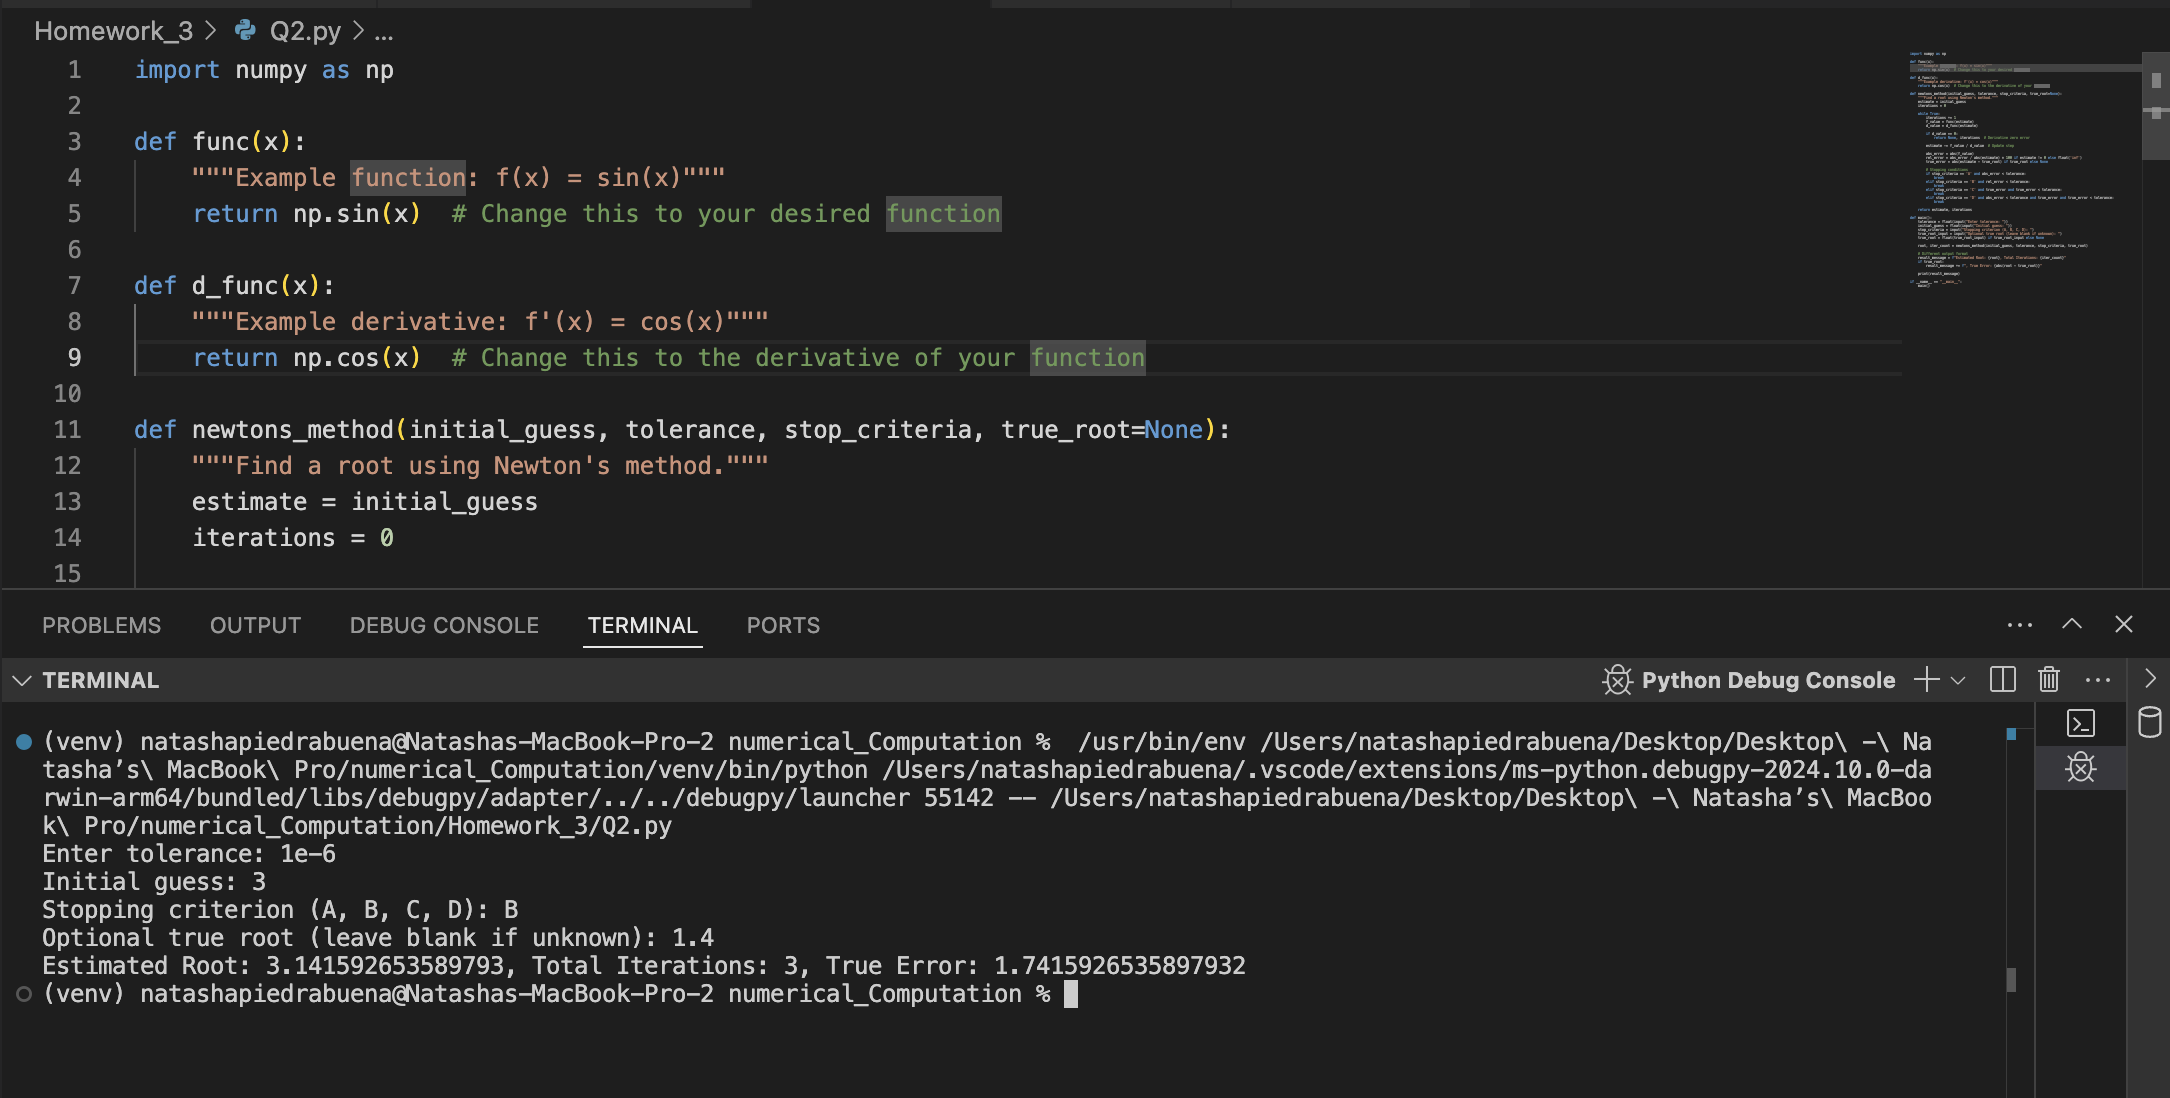 Homework_3 > Q2.py > ...
1 import numpy as np
2
3 def func(x):
4 """Example function: f(x) = sin(x)"""
5 return np.sin(x)  # Change this to your desired function
6
7 def d_func(x):
8 """Example derivative: f'(x) = cos(x)"""
9 return np.cos(x)  # Change this to the derivative of your function
10
11 def newtons_method(initial_guess, tolerance, stop_criteria, true_root=None):
12 """Find a root using Newton's method."""
13 estimate = initial_guess
14 iterations = 0
15
PROBLEMS OUTPUT DEBUG CONSOLE TERMINAL PORTS
TERMINAL Python Debug Console
(venv) natashapiedrabuena@Natashas-MacBook-Pro-2 numerical_Computation %  /usr/bin/env /Users/natashapiedrabuena/Desktop/Desktop\ -\ Na
tasha’s\ MacBook\ Pro/numerical_Computation/venv/bin/python /Users/natashapiedrabuena/.vscode/extensions/ms-python.debugpy-2024.10.0-da
rwin-arm64/bundled/libs/debugpy/adapter/../../debugpy/launcher 55142 -- /Users/natashapiedrabuena/Desktop/Desktop\ -\ Natasha’s\ MacBoo
k\ Pro/numerical_Computation/Homework_3/Q2.py
Enter tolerance: 1e-6
Initial guess: 3
Stopping criterion (A, B, C, D): B
Optional true root (leave blank if unknown): 1.4
Estimated Root: 3.141592653589793, Total Iterations: 3, True Error: 1.7415926535897932
(venv) natashapiedrabuena@Natashas-MacBook-Pro-2 numerical_Computation %